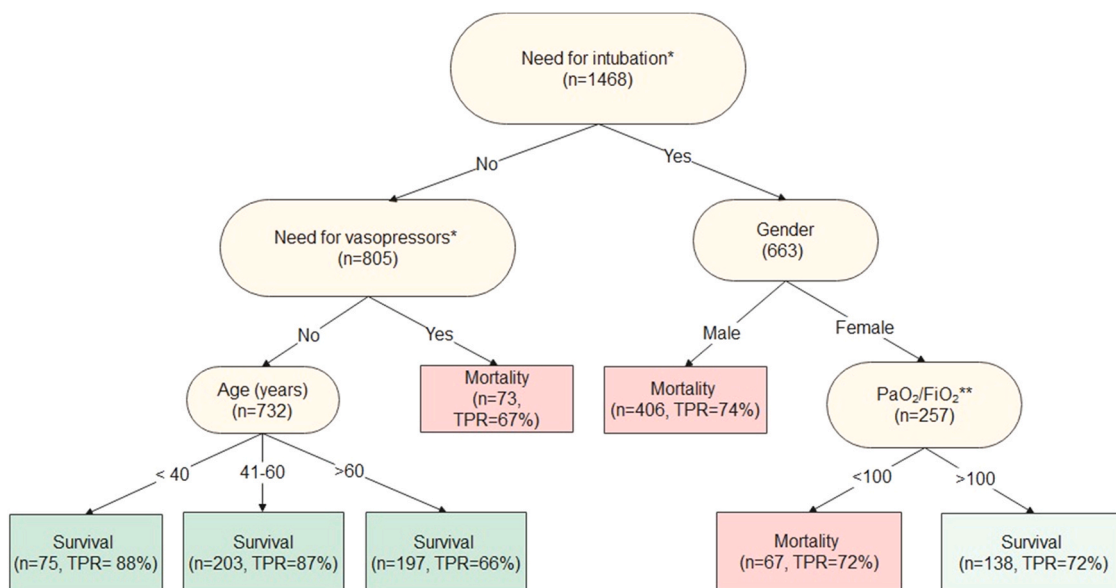 Need for intubation*
(n=1468)
No
Yes
Need for vasopressors*
(n=805)
Gender
(663)
No
Yes
Male
Female
Age (years)
(n=732)
Mortality
(n=73,
TPR=67%)
Mortality
(n=406, TPR=74%)
PaO₂/FiO₂**
(n=257)
< 40
41-60
>60
<100
>100
Survival
(n=75, TPR= 88%)
Survival
(n=203, TPR=87%)
Survival
(n=197, TPR=66%)
Mortality
(n=67, TPR=72%)
Survival
(n=138, TPR=72%)